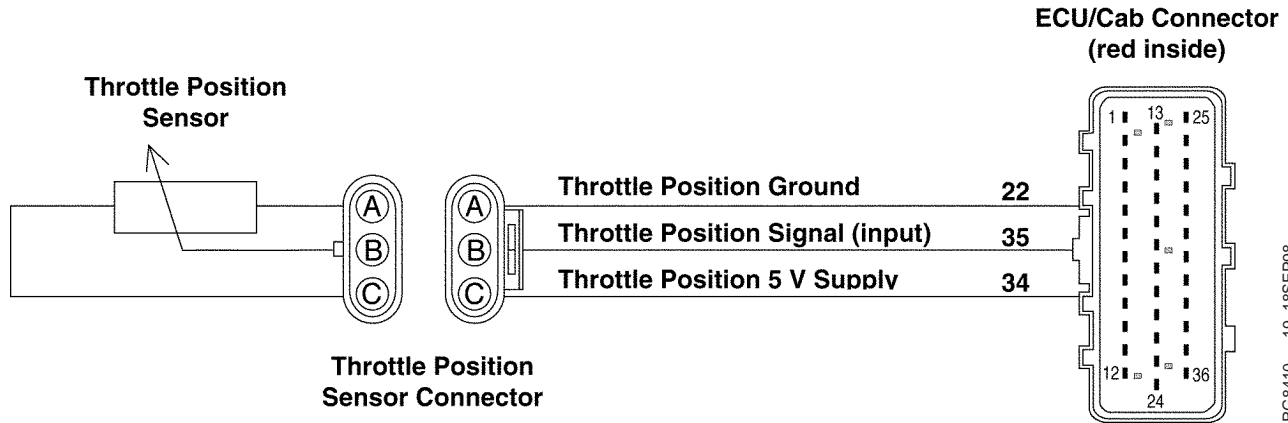 ECU/Cab Connector
(red inside)
Throttle Position
Sensor
1 13 25
A A Throttle Position Ground 22
B B Throttle Position Signal (input) 35
C C Throttle Position 5 V Supply 34
12 36
24
Throttle Position
Sensor Connector